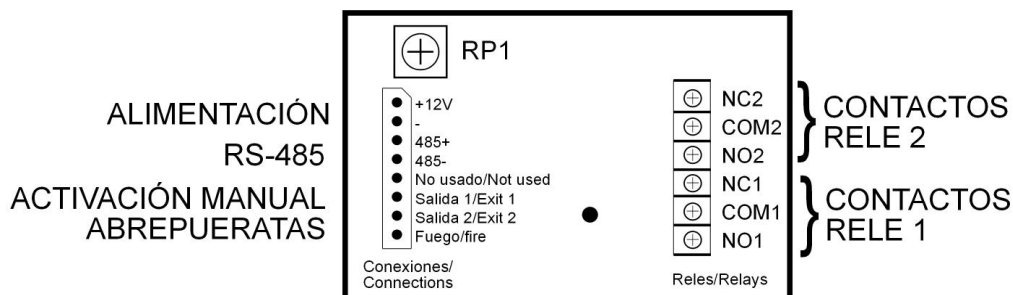 RP1
ALIMENTACIÓN
RS-485
ACTIVACIÓN MANUAL
ABREPUERATAS
+12V
-
485+
485-
No usado/Not used
Salida 1/Exit 1
Salida 2/Exit 2
Fuego/fire
Conexiones/
Connections
NC2
COM2
NO2
NC1
COM1
NO1
Reles/Relays
CONTACTOS
RELE 2
CONTACTOS
RELE 1